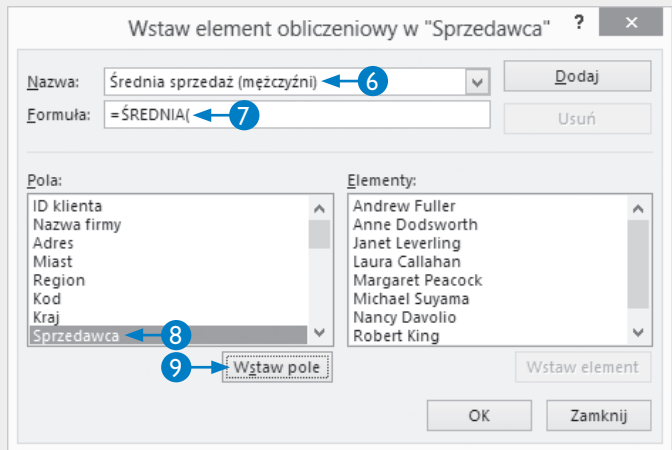 Wstaw element obliczeniowy w "Sprzedawca" ? ×
Nazwa: Średnia sprzedaż (mężczyźni) 6 Dodaj
Formuła: =ŚREDNIA( 7 Usuń
Pola:
ID klienta
Nazwa firmy
Adres
Miast
Region
Kod
Kraj
Sprzedawca 8
9 Wstaw pole
Elementy:
Andrew Fuller
Anne Dodsworth
Janet Leverling
Laura Callahan
Margaret Peacock
Michael Suyama
Nancy Davolio
Robert King
Wstaw element
OK Zamknij